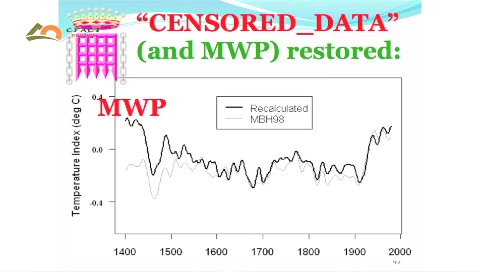 “CENSORED_DATA”
(and MWP) restored:
MWP
Temperature Index (deg C)
0.4
0.0
-0.4
Recalculated
MBH98
1400 1500 1600 1700 1800 1900 2000
47